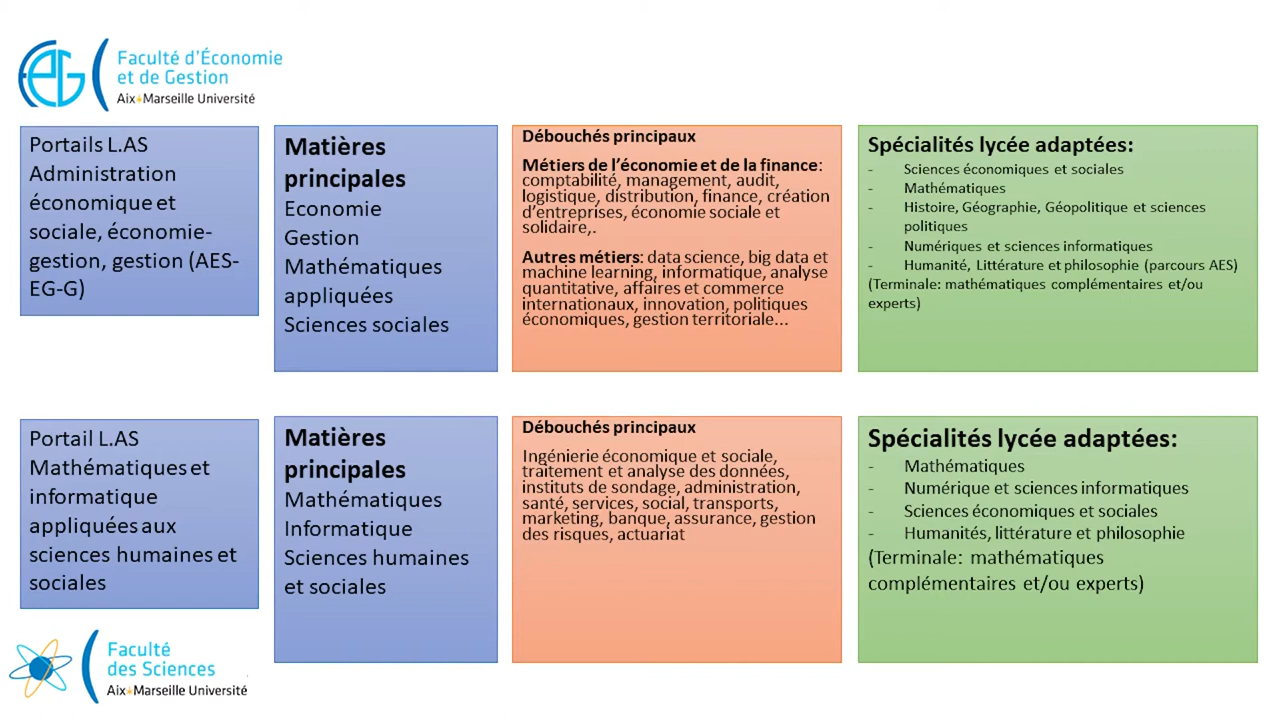 FEG
Faculté d'Économie
et de Gestion
Aix✶Marseille Université
Portails L.AS
Administration
économique et
sociale, économie-
gestion, gestion (AES-
EG-G)
Matières
principales
Economie
Gestion
Mathématiques
appliquées
Sciences sociales
Débouchés principaux
Métiers de l'économie et de la finance:
comptabilité, management, audit,
logistique, distribution, finance, création
d'entreprises, économie sociale et
solidaire,.
Autres métiers: data science, big data et
machine learning, informatique, analyse
quantitative, affaires et commerce
internationaux, innovation, politiques
économiques, gestion territoriale...
Spécialités lycée adaptées:
- Sciences économiques et sociales
- Mathématiques
- Histoire, Géographie, Géopolitique et sciences
politiques
- Numériques et sciences informatiques
- Humanité, Littérature et philosophie (parcours AES)
(Terminale: mathématiques complémentaires et/ou
experts)
Portail L.AS
Mathématiques et
informatique
appliquées aux
sciences humaines et
sociales
Matières
principales
Mathématiques
Informatique
Sciences humaines
et sociales
Débouchés principaux
Ingénierie économique et sociale,
traitement et analyse des données,
instituts de sondage, administration,
santé, services, social, transports,
marketing, banque, assurance, gestion
des risques, actuariat
Spécialités lycée adaptées:
- Mathématiques
- Numérique et sciences informatiques
- Sciences économiques et sociales
- Humanités, littérature et philosophie
(Terminale: mathématiques
complémentaires et/ou experts)
Faculté
des Sciences
Aix✶Marseille Université